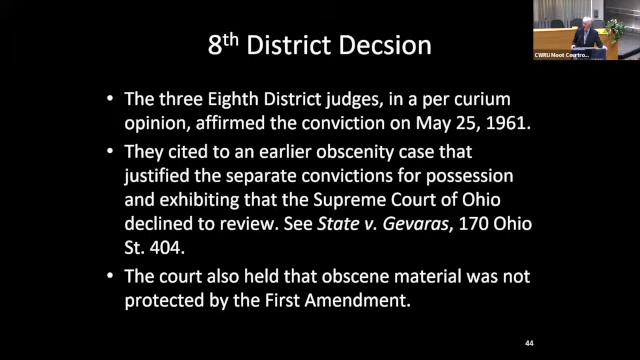 8th District Decsion
• The three Eighth District judges, in a per curium
opinion, affirmed the conviction on May 25, 1961.
• They cited to an earlier obscenity case that
justified the separate convictions for possession
and exhibiting that the Supreme Court of Ohio
declined to review. See State v. Gevaras, 170 Ohio
St. 404.
• The court also held that obscene material was not
protected by the First Amendment.
44
CWRU Moot Courtro...